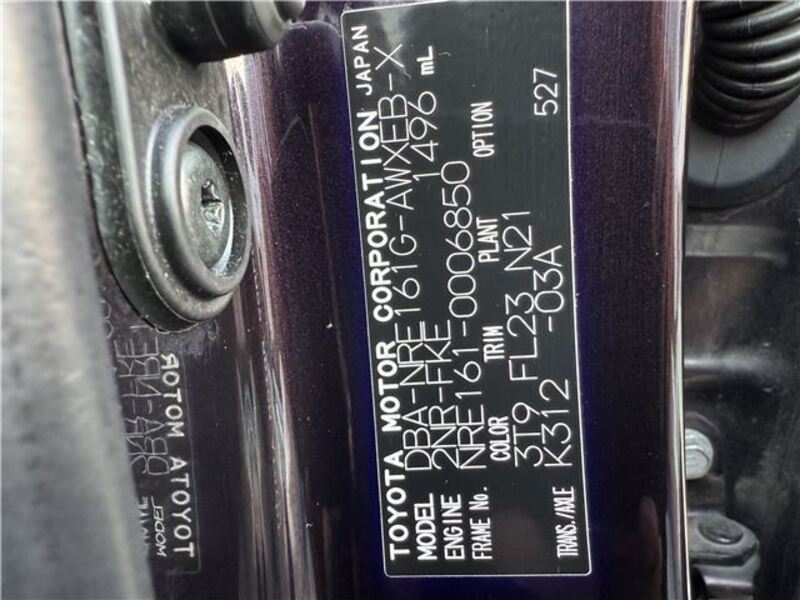 TOYOTA MOTOR CORPORATION JAPAN
MODEL DBA-NRE161G-AWXEB-X
ENGINE 2NR-FKE 1496 mL
FRAME No. NRE161-0006850
COLOR TRIM PLANT OPTION
3T9 FL23 N21
TRANS./AXLE K312 -03A 527